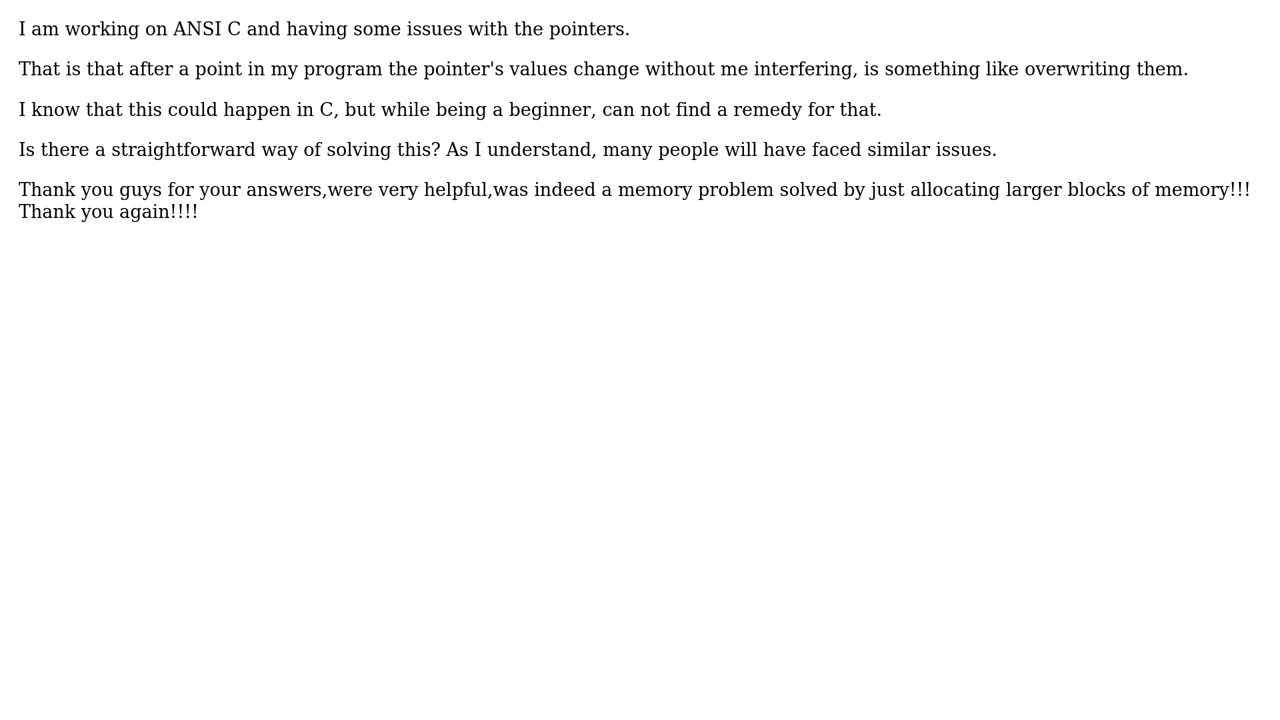 I am working on ANSI C and having some issues with the pointers.
That is that after a point in my program the pointer's values change without me interfering, is something like overwriting them.
I know that this could happen in C, but while being a beginner, can not find a remedy for that.
Is there a straightforward way of solving this? As I understand, many people will have faced similar issues.
Thank you guys for your answers,were very helpful,was indeed a memory problem solved by just allocating larger blocks of memory!!!
Thank you again!!!!